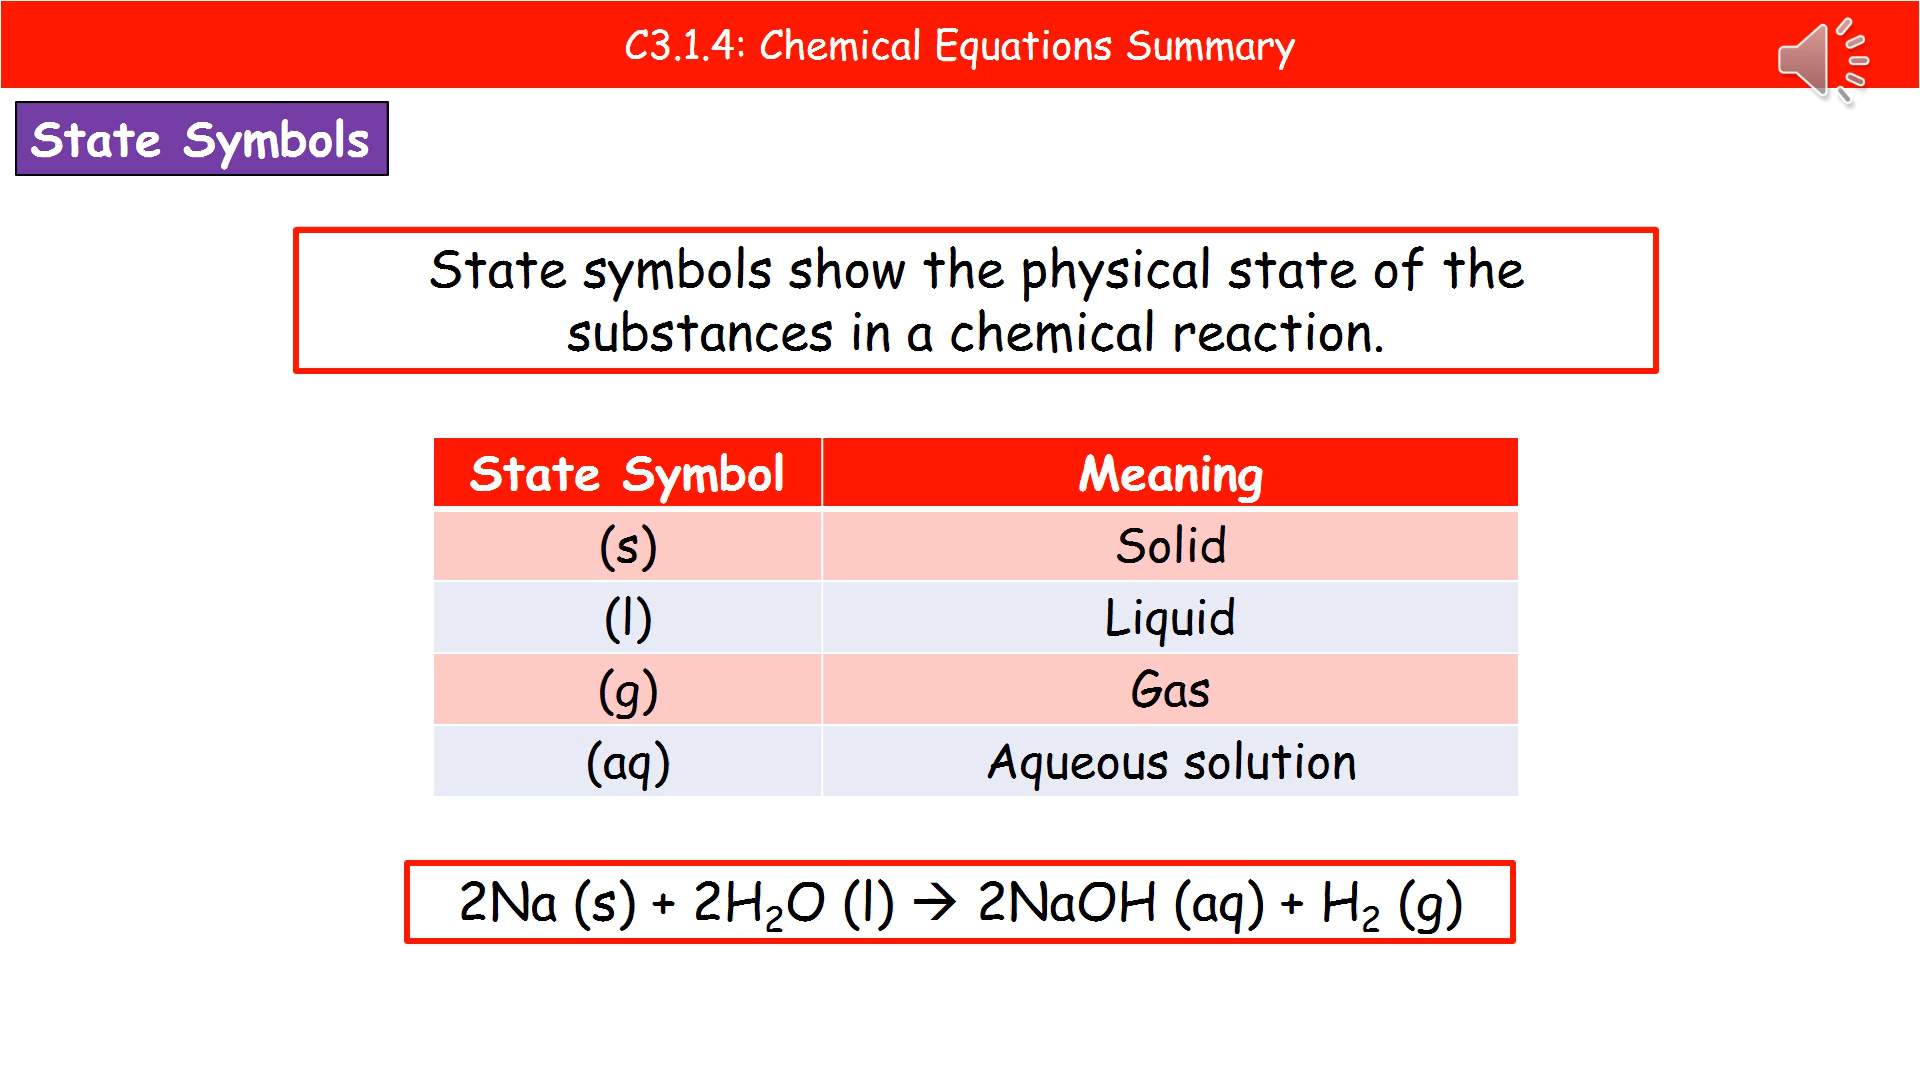 C3.1.4: Chemical Equations Summary
State Symbols
State symbols show the physical state of the
substances in a chemical reaction.
State Symbol Meaning
(s) Solid
(l) Liquid
(g) Gas
(aq) Aqueous solution
2Na (s) + 2H₂O (l) → 2NaOH (aq) + H₂ (g)